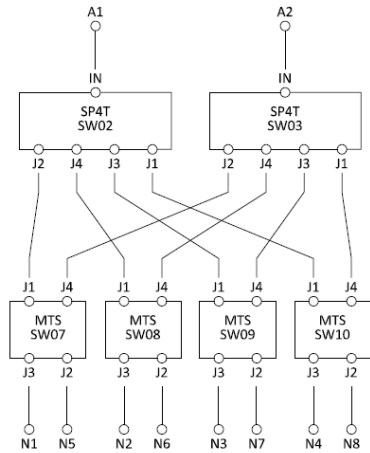 A1 A2
IN IN
SP4T SP4T
SW02 SW03
J2 J4 J3 J1 J2 J4 J3 J1
J1 J4 J1 J4 J1 J4 J1 J4
MTS MTS MTS MTS
SW07 SW08 SW09 SW10
J3 J2 J3 J2 J3 J2 J3 J2
N1 N5 N2 N6 N3 N7 N4 N8